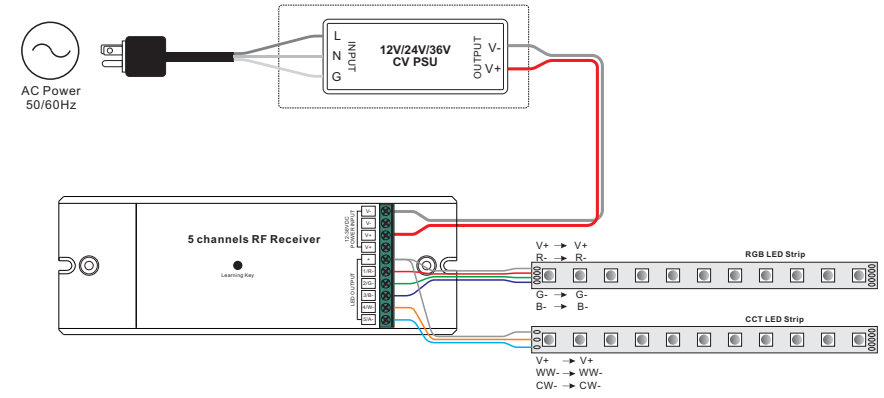 AC Power
50/60Hz
L
N
G
INPUT
12V/24V/36V
CV PSU
OUTPUT
V-
V+
5 channels RF Receiver
Learning Key
12-36VDC
POWER INPUT
V-
V-
V+
V+
LED OUTPUT
+
1/R-
2/G-
3/B-
4/W-
5/A-
V+ → V+
R- → R-
RGB LED Strip
G- → G-
B- → B-
CCT LED Strip
V+ → V+
WW- → WW-
CW- → CW-